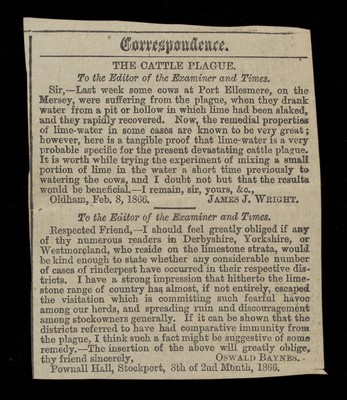 Correspondence.
THE CATTLE PLAGUE.
To the Editor of the Examiner and Times.
Sir,—Last week some cows at Port Ellesmere, on the
Mersey, were suffering from the plague, when they drank
water from a pit or hollow in which lime had been slaked,
and they rapidly recovered. Now, the remedial properties
of lime-water in some cases are known to be very great;
however, here is a tangible proof that lime-water is a very
probable specific for the present devastating cattle plague.
It is worth while trying the experiment of mixing a small
portion of lime in the water a short time previously to
watering the cows, and I doubt not but that the results
would be beneficial.—I remain, sir, yours, &c.,
Oldham, Feb. 8, 1866. JAMES J. WRIGHT.
To the Editor of the Examiner and Times.
Respected Friend,—I should feel greatly obliged if any
of thy numerous readers in Derbyshire, Yorkshire, or
Westmoreland, who reside on the limestone strata, would
be kind enough to state whether any considerable number
of cases of rinderpest have occurred in their respective dis-
tricts. I have a strong impression that hitherto the lime-
stone range of country has almost, if not entirely, escaped
the visitation which is committing such fearful havoc
among our herds, and spreading ruin and discouragement
among stockowners generally. If it can be shown that the
districts referred to have had comparative immunity from
the plague, I think such a fact might be suggestive of some
remedy.—The insertion of the above will greatly oblige,
thy friend sincerely, OSWALD BAYNES.
Pownall Hall, Stockport, 8th of 2nd Month, 1866.